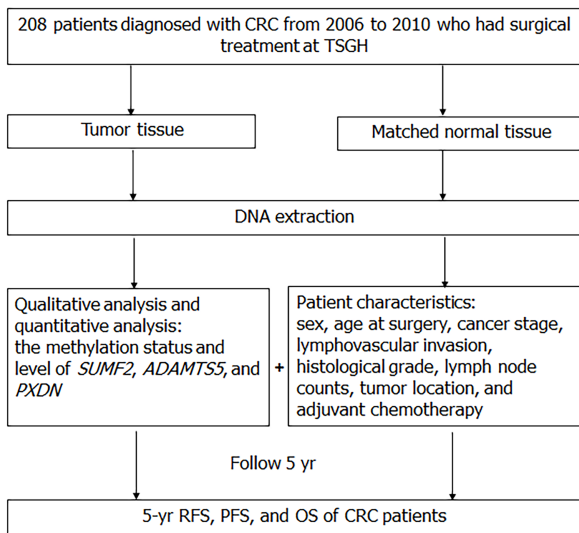 208 patients diagnosed with CRC from 2006 to 2010 who had surgical
treatment at TSGH
Tumor tissue
Matched normal tissue
DNA extraction
Qualitative analysis and
quantitative analysis:
the methylation status and
level of SUMF2, ADAMTS5, and
PXDN
+
Patient characteristics:
sex, age at surgery, cancer stage,
lymphovascular invasion,
histological grade, lymph node
counts, tumor location, and
adjuvant chemotherapy
Follow 5 yr
5-yr RFS, PFS, and OS of CRC patients